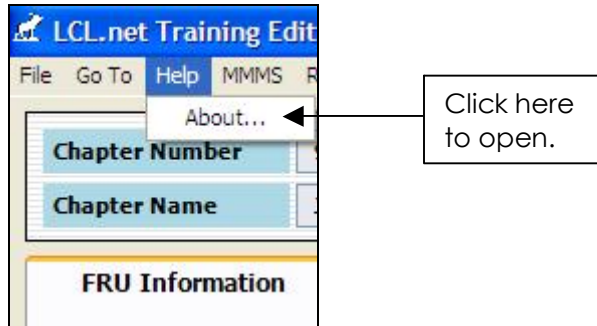 LCL.net Training Edit
File Go To Help MMMS
About...
Click here
to open.
Chapter Number
Chapter Name
FRU Information